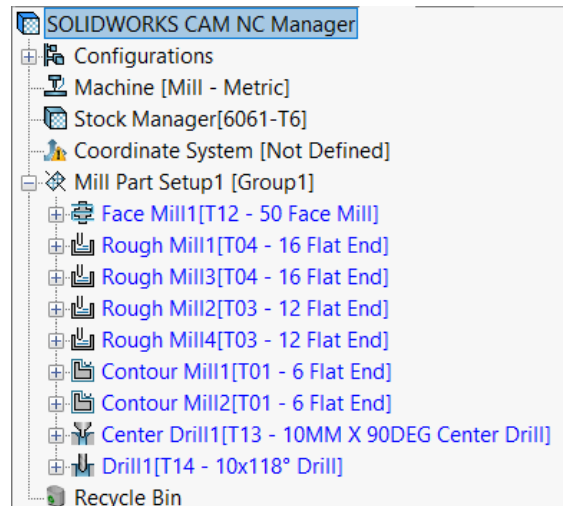 SOLIDWORKS CAM NC Manager
Configurations
Machine [Mill - Metric]
Stock Manager[6061-T6]
Coordinate System [Not Defined]
Mill Part Setup1 [Group1]
Face Mill1[T12 - 50 Face Mill]
Rough Mill1[T04 - 16 Flat End]
Rough Mill3[T04 - 16 Flat End]
Rough Mill2[T03 - 12 Flat End]
Rough Mill4[T03 - 12 Flat End]
Contour Mill1[T01 - 6 Flat End]
Contour Mill2[T01 - 6 Flat End]
Center Drill1[T13 - 10MM X 90DEG Center Drill]
Drill1[T14 - 10x118° Drill]
Recycle Bin